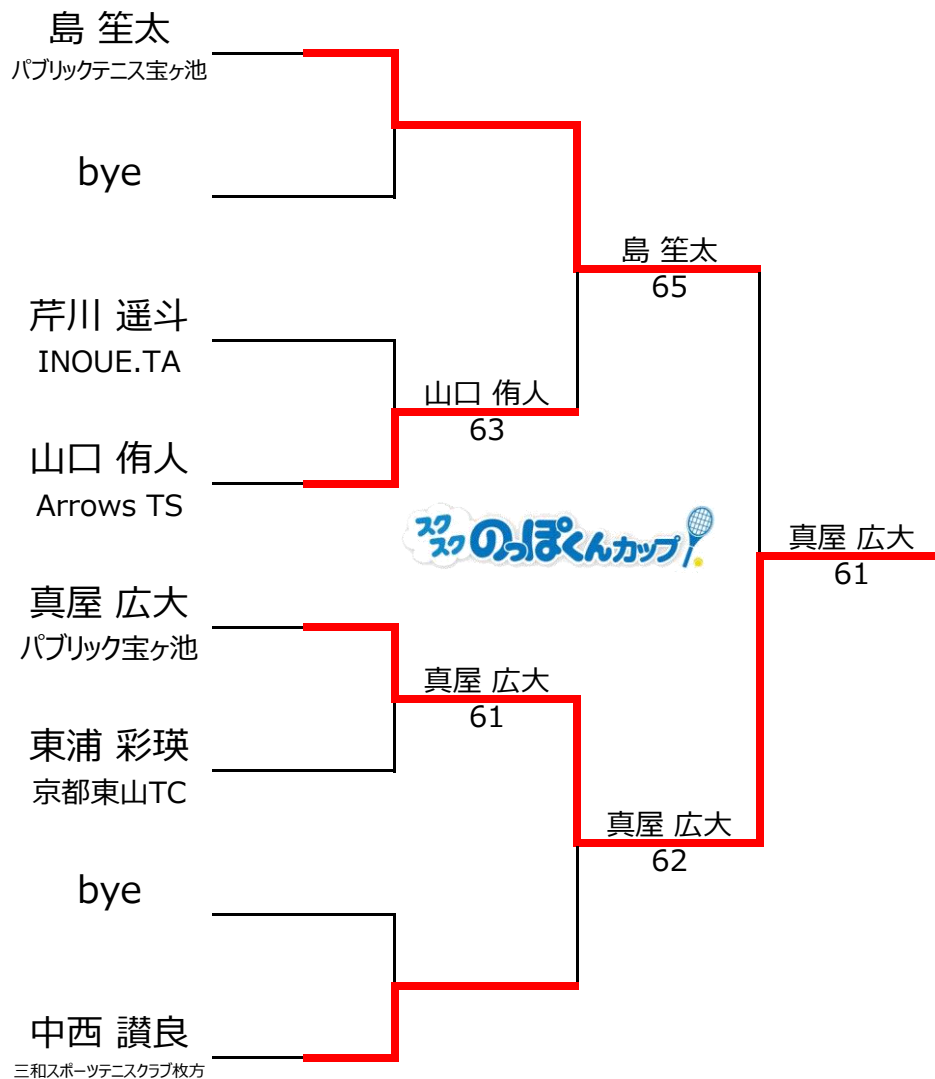 島 笙太
パブリックテニス宝ヶ池
bye
島 笙太
65
芹川 遥斗
INOUE.TA
山口 侑人
63
山口 侑人
Arrows TS
スクスク のっぽくんカップ
真屋 広大
61
真屋 広大
パブリック宝ヶ池
真屋 広大
61
東浦 彩瑛
京都東山TC
真屋 広大
62
bye
中西 讃良
三和スポーツテニスクラブ枚方